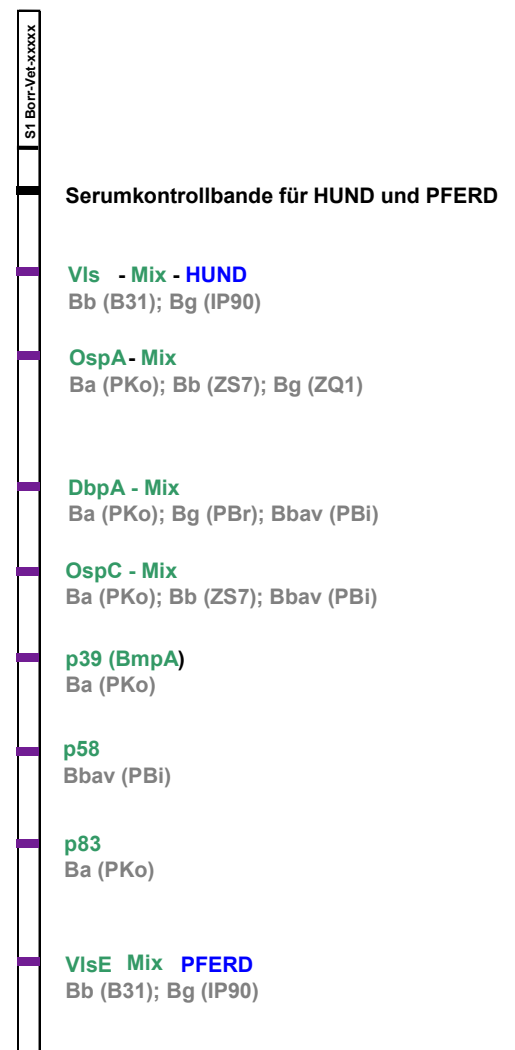 S1 Borr-Vet-xxxxx
Serumkontrollbande für HUND und PFERD
Vls - Mix - HUND
Bb (B31); Bg (IP90)
OspA - Mix
Ba (PKo); Bb (ZS7); Bg (ZQ1)
DbpA - Mix
Ba (PKo); Bg (PBr); Bbav (PBi)
OspC - Mix
Ba (PKo); Bb (ZS7); Bbav (PBi)
p39 (BmpA)
Ba (PKo)
p58
Bbav (PBi)
p83
Ba (PKo)
VlsE Mix PFERD
Bb (B31); Bg (IP90)